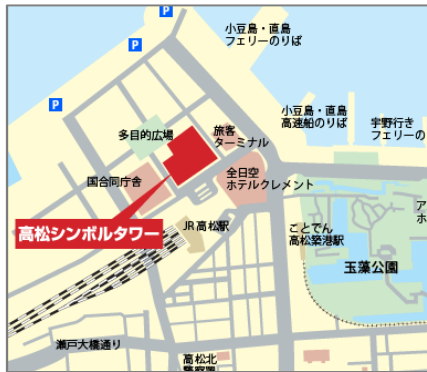 P
P
P
小豆島・直島
フェリーのりば
小豆島・直島
高速船のりば
宇野行き
フェリーの
多目的広場
旅客
ターミナル
国合同庁舎
全日空
ホテルクレメント
高松シンボルタワー
JR高松駅
ことでん
高松築港駅
ア
ホ
玉藻公園
瀬戸大橋通り
高松北